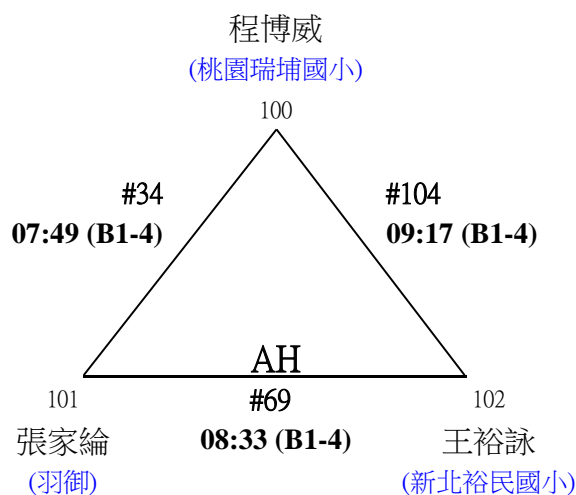 程博威
(桃園瑞埔國小)
100
#34
#104
07:49 (B1-4)
09:17 (B1-4)
AH
101
#69
102
張家綸
08:33 (B1-4)
王裕詠
(羽御)
(新北裕民國小)